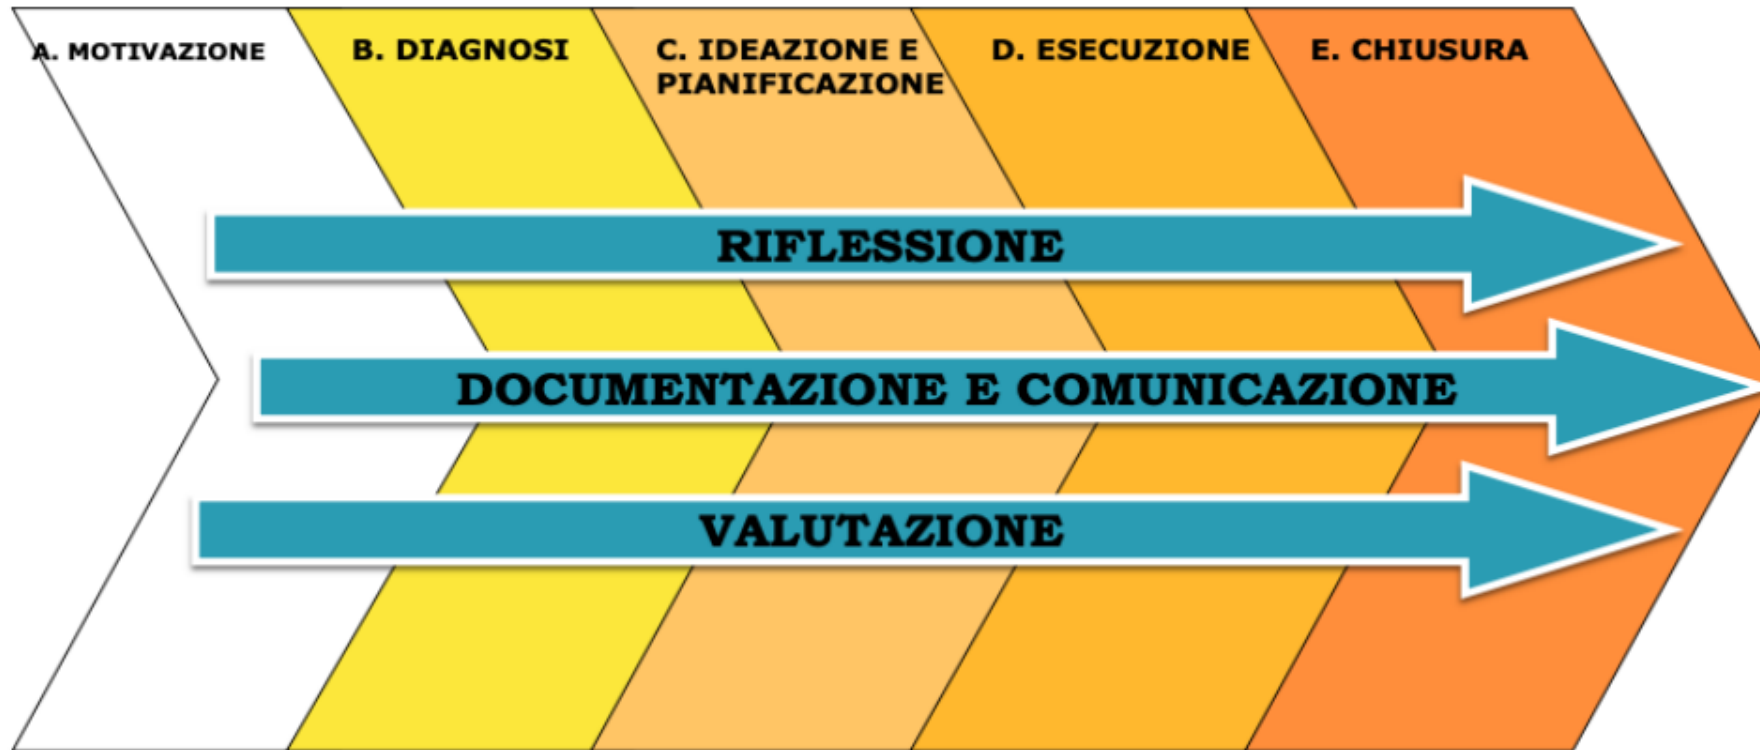 A. MOTIVAZIONE
B. DIAGNOSI
C. IDEAZIONE E
PIANIFICAZIONE
D. ESECUZIONE
E. CHIUSURA
RIFLESSIONE
DOCUMENTAZIONE E COMUNICAZIONE
VALUTAZIONE